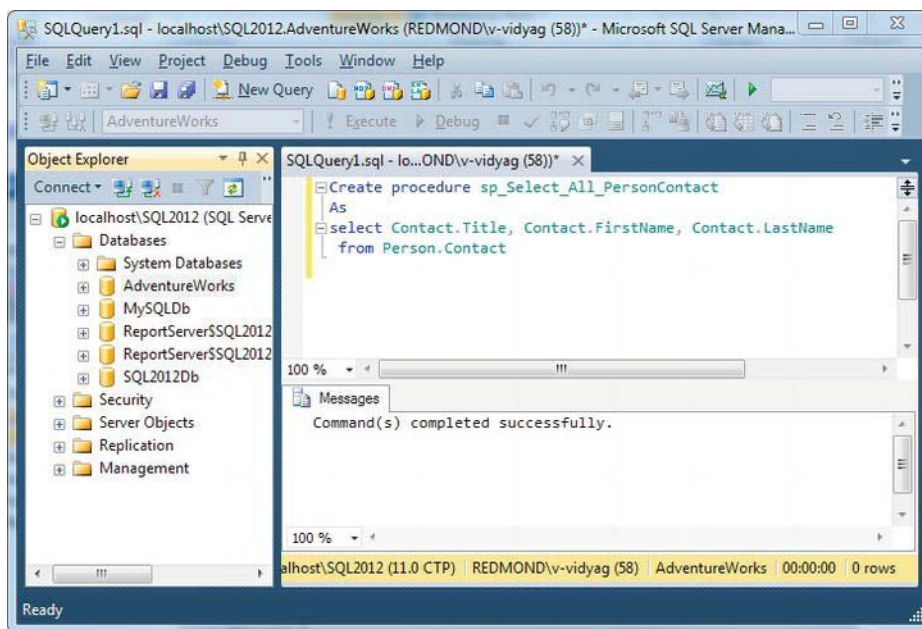 SQLQuery1.sql - localhost\SQL2012.AdventureWorks (REDMOND\v-vidyag (58))* - Microsoft SQL Server Mana...
File Edit View Project Debug Tools Window Help
New Query
AdventureWorks
Execute Debug
Object Explorer
Connect
localhost\SQL2012 (SQL Serve
Databases
System Databases
AdventureWorks
MySQLDb
ReportServer$SQL2012
ReportServer$SQL2012
SQL2012Db
Security
Server Objects
Replication
Management
SQLQuery1.sql - lo...OND\v-vidyag (58))*
Create procedure sp_Select_All_PersonContact
As
select Contact.Title, Contact.FirstName, Contact.LastName
from Person.Contact
100 %
Messages
Command(s) completed successfully.
100 %
alhost\SQL2012 (11.0 CTP) REDMOND\v-vidyag (58) AdventureWorks 00:00:00 0 rows
Ready